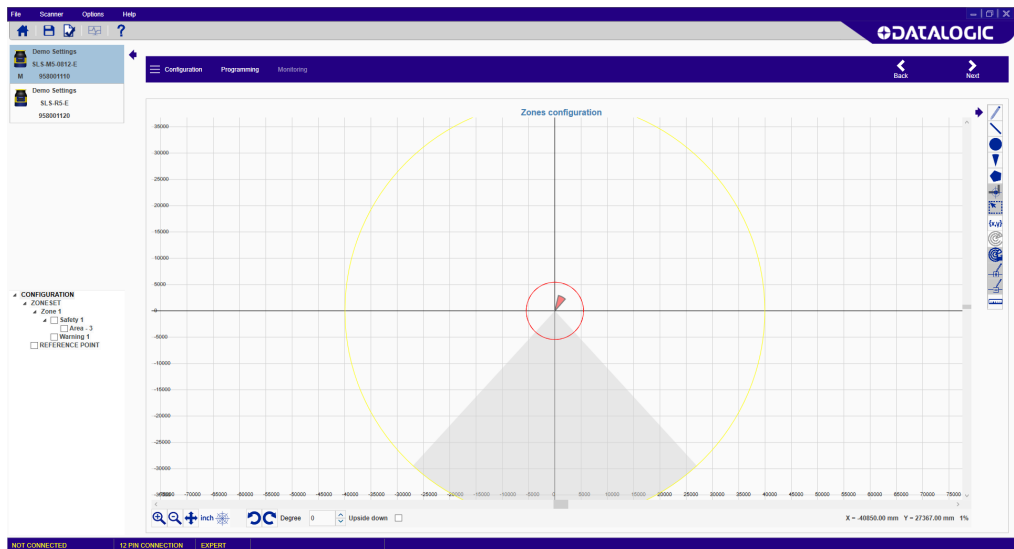 File Scanner Options Help
DATALOGIC
Demo Settings
SLS-M5-0812-E
M 958001110
Demo Settings
SLS-R5-E
958001120
Configuration Programming Monitoring Back Next
Zones configuration
35000
30000
25000
20000
15000
10000
5000
-5000
-10000
-15000
-20000
-25000
-30000
-70000 -65000 -60000 -55000 -50000 -45000 -40000 -35000 -30000 -25000 -20000 -15000 -10000 -5000 0 5000 10000 15000 20000 25000 30000 35000 40000 45000 50000 55000 60000 65000 70000 75000
{x,y}
CONFIGURATION
ZONESET
Zone 1
Safety 1
Area - 3
Warning 1
REFERENCE POINT
inch Degree 0 Upside down X = -40850.00 mm Y = 27367.00 mm 1%
NOT CONNECTED 12 PIN CONNECTION EXPERT